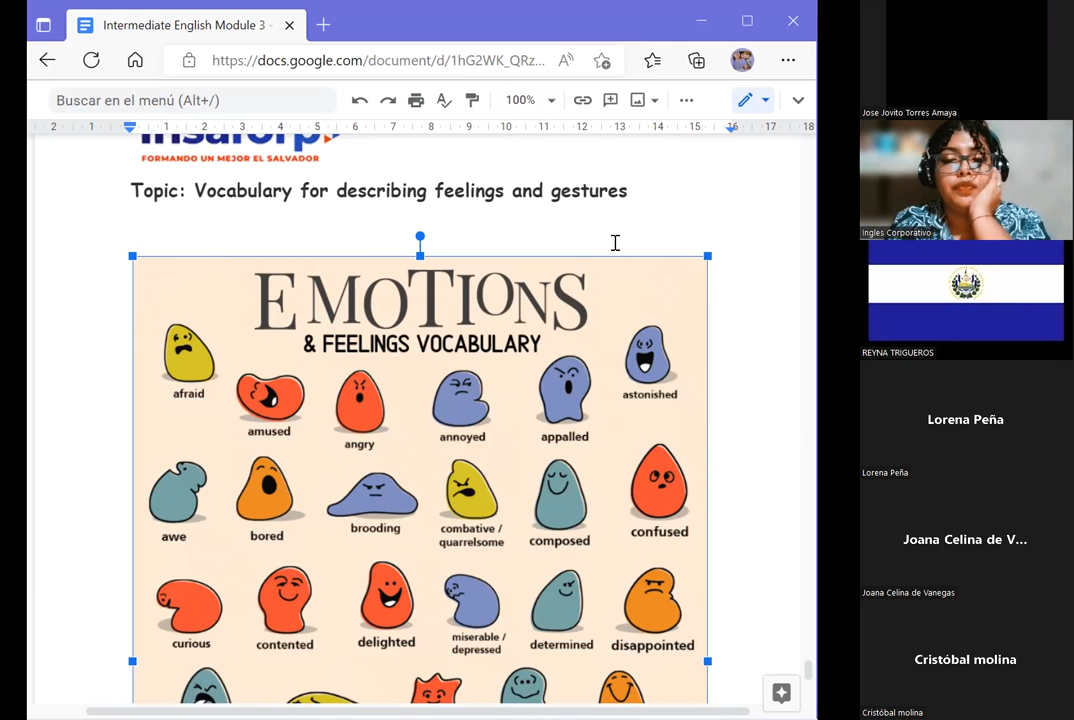 Intermediate English Module 3 -
https://docs.google.com/document/d/1hG2WK_QRz...
Buscar en el menú (Alt+/)
100%
2 1 1 2 3 4 5 6 7 8 9 10 11 12 13 14 15 16 17 18
insaforp
FORMANDO UN MEJOR EL SALVADOR
Topic: Vocabulary for describing feelings and gestures
EMOTIONS
& FEELINGS VOCABULARY
afraid
amused
angry
annoyed
appalled
astonished
awe
bored
brooding
combative /
quarrelsome
composed
confused
curious
contented
delighted
miserable /
depressed
determined
disappointed
Jose Jovito Torres Amaya
Ingles Corporativo
REYNA TRIGUEROS
Lorena Peña
Lorena Peña
Joana Celina de V...
Joana Celina de Vanegas
Cristóbal molina
Cristóbal molina